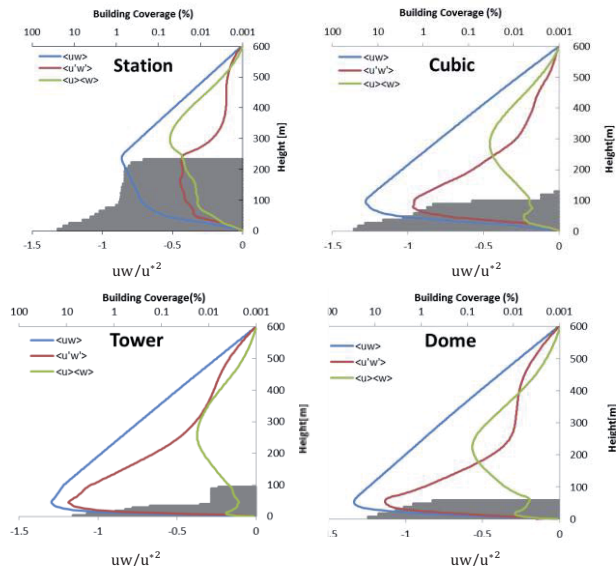 Building Coverage (%)
100 10 1 0.1 0.01 0.001
<uw>
<u'w'>
<u><w>
Station
600
500
400
300
200
100
0
Height[m]
-1.5 -1 -0.5 0
uw/u*2
Building Coverage (%)
100 10 1 0.1 0.01 0.001
<uw>
<u'w'>
<u><w>
Cubic
600
500
400
300
200
100
0
Height[m]
-1.5 -1 -0.5 0
uw/u*2
Building Coverage(%)
100 10 1 0.1 0.01 0.001
<uw>
<u'w'>
<u><w>
Tower
600
500
400
300
200
100
0
Height[m]
-1.5 -1 -0.5 0
uw/u*2
Building Coverage (%)
00 10 1 0.1 0.01 0.001
<uw>
<u'w'>
<u><w>
Dome
600
500
400
300
200
100
0
Height[m]
.5 -1 -0.5 0
uw/u*2